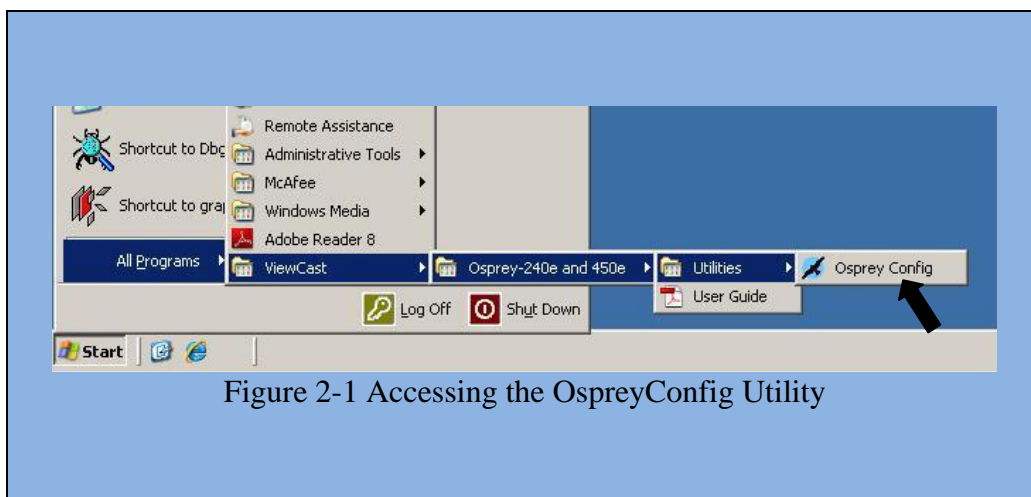 Remote Assistance
Shortcut to Dbg
Administrative Tools
McAfee
Shortcut to gra
Windows Media
Adobe Reader 8
All Programs
ViewCast
Osprey-240e and 450e
Utilities
Osprey Config
User Guide
Log Off
Shut Down
Start
Figure 2-1 Accessing the OspreyConfig Utility